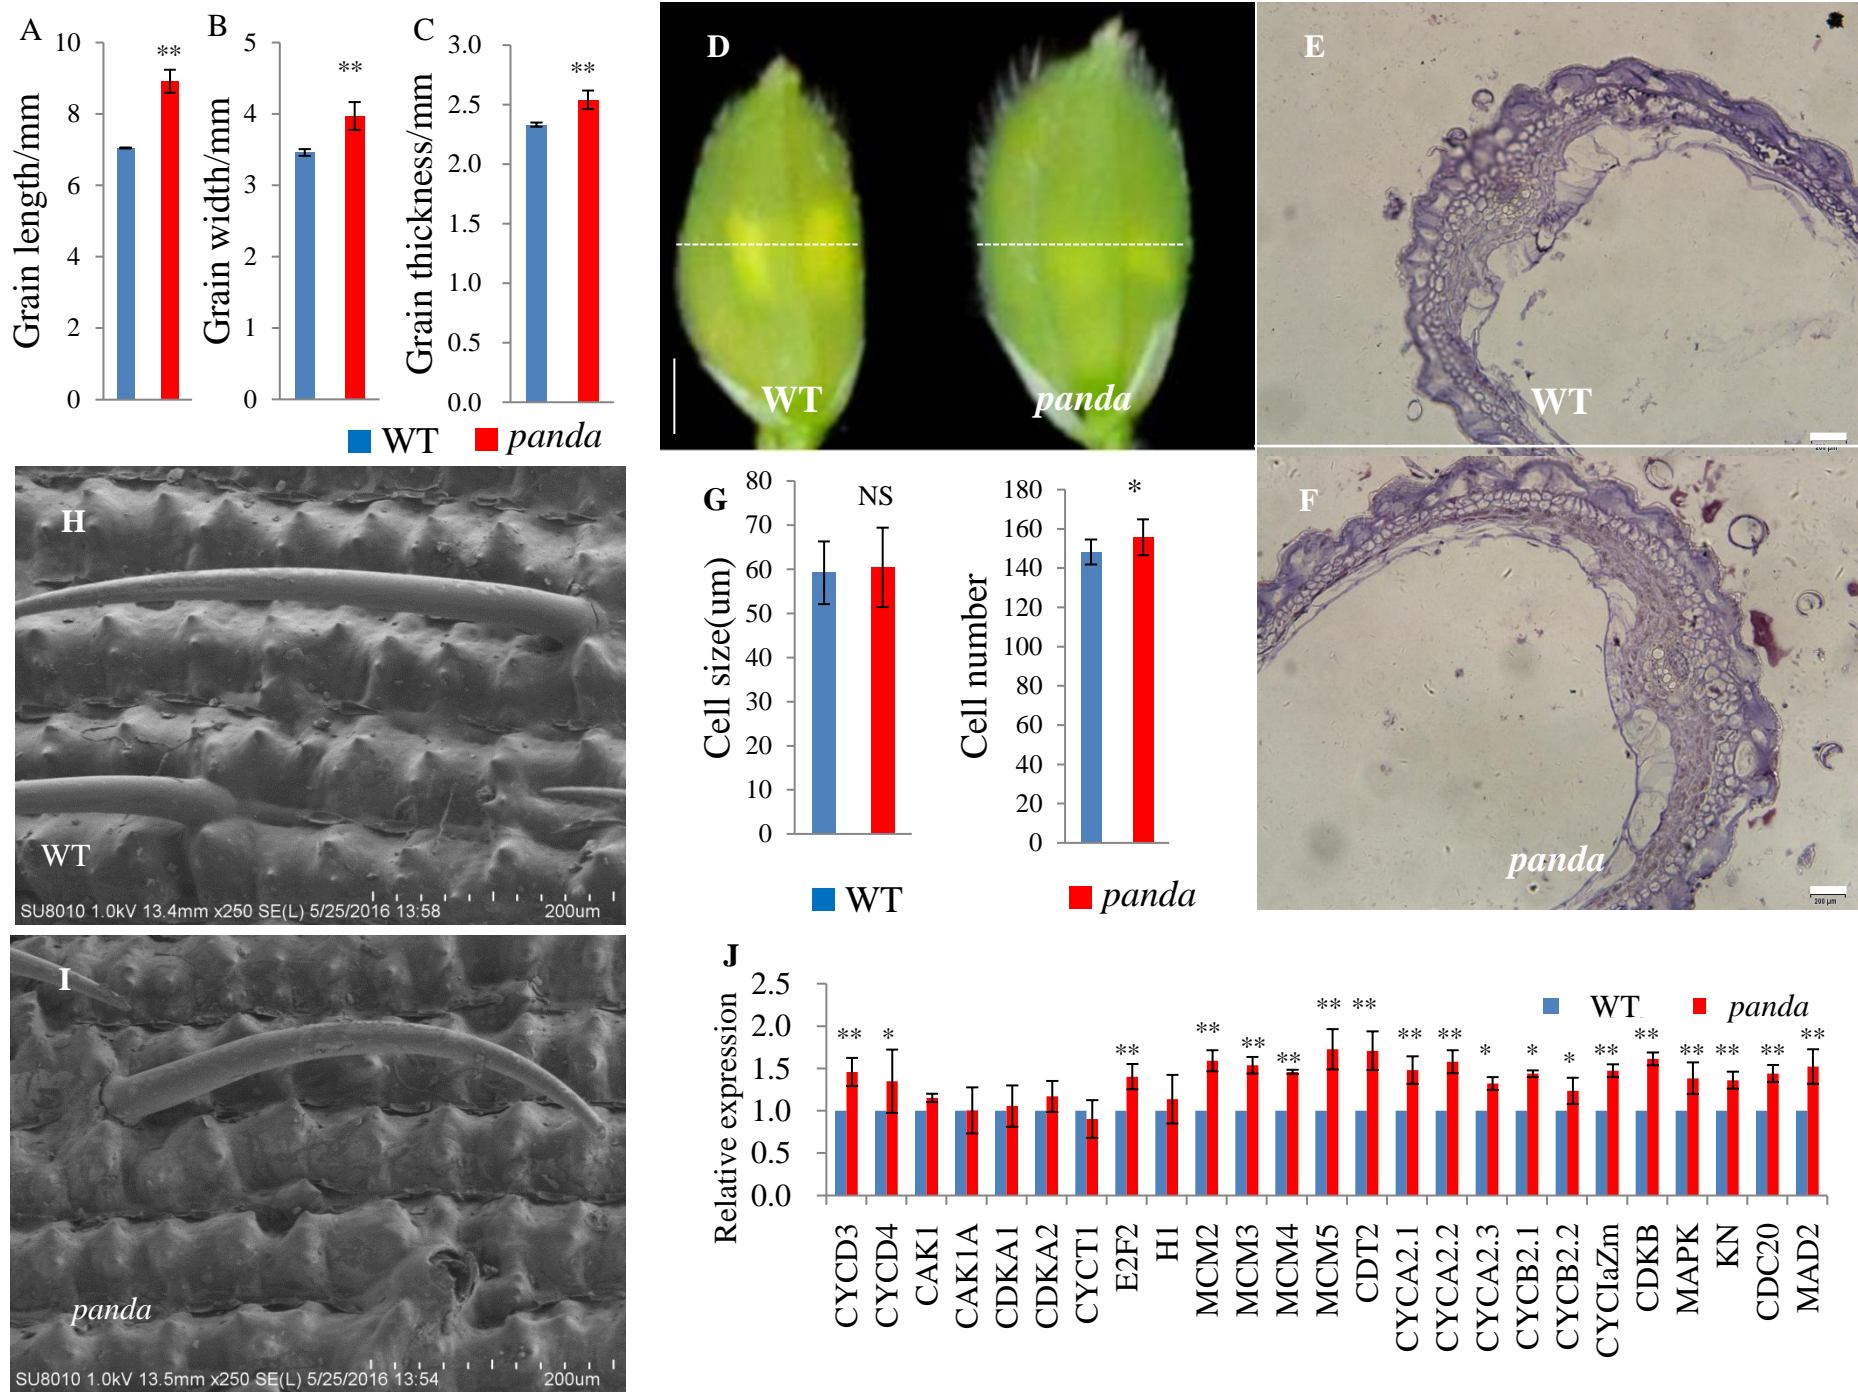 A
Grain length/mm
10
8
6
4
2
0
**
B
Grain width/mm
5
4
3
2
1
0
**
C
Grain thickness/mm
3.0
2.5
2.0
1.5
1.0
0.5
0.0
**
WT
panda
D
WT
panda
E
WT
200 μm
F
panda
200 μm
G
Cell size(um)
80
70
60
50
40
30
20
10
0
NS
Cell number
180
160
140
120
100
80
60
40
20
0
*
WT
panda
H
WT
SU8010 1.0kV 13.4mm x250 SE(L) 5/25/2016 13:58
200um
I
panda
SU8010 1.0kV 13.5mm x250 SE(L) 5/25/2016 13:54
200um
J
Relative expression
2.5
2.0
1.5
1.0
0.5
0.0
WT
panda
** * ** ** ** ** ** ** ** ** * * * ** ** ** ** ** **
CYCD3
CYCD4
CAK1
CAK1A
CDKA1
CDKA2
CYCT1
E2F2
H1
MCM2
MCM3
MCM4
MCM5
CDT2
CYCA2.1
CYCA2.2
CYCA2.3
CYCB2.1
CYCB2.2
CYCIaZm
CDKB
MAPK
KN
CDC20
MAD2